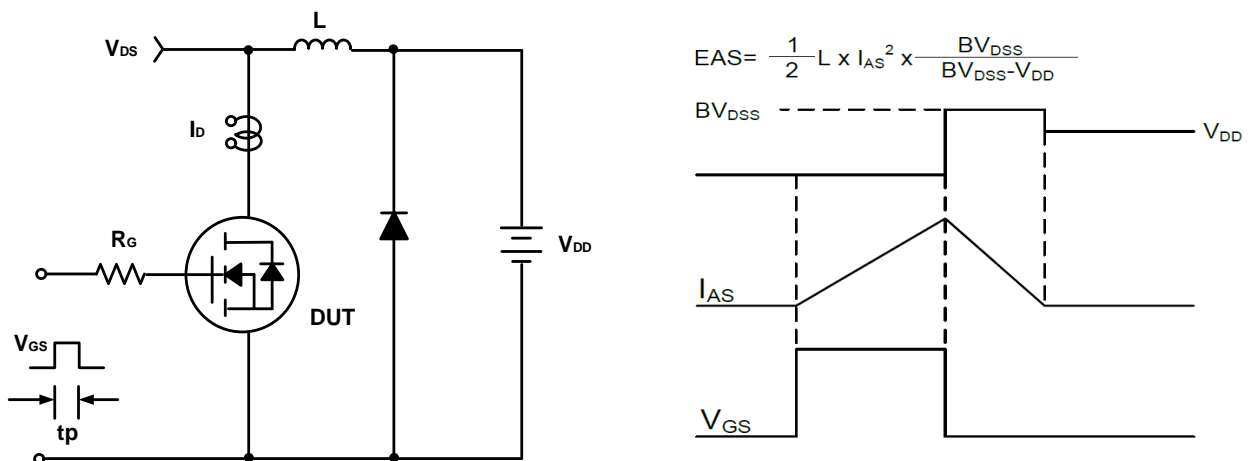 L
VDS
ID
RG
VDD
DUT
VGS
tp
EAS= 1/2 L x IAS² x BVDSS/BVDSS-VDD
BVDSS
VDD
IAS
VGS